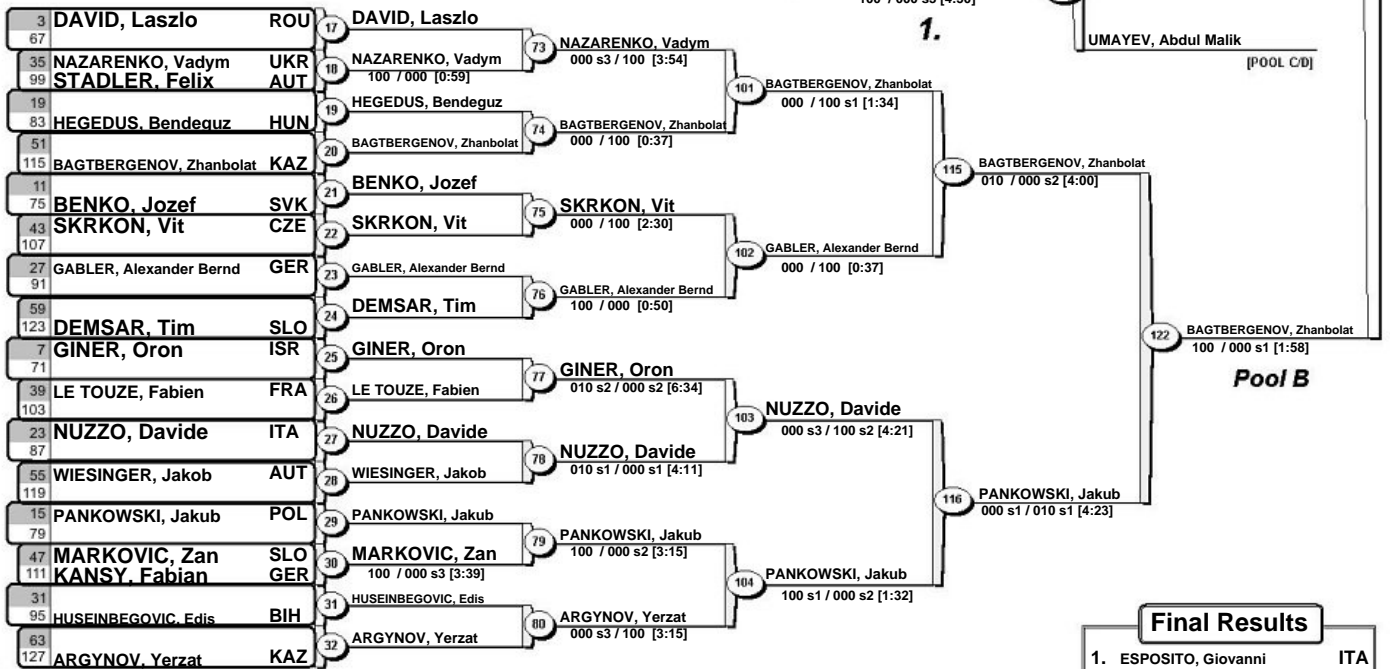 3 DAVID, Laszlo ROU
67
35 NAZARENKO, Vadym UKR
99 STADLER, Felix AUT
19
83 HEGEDUS, Bendeguz HUN
51
115 BAGTBERGENOV, Zhanbolat KAZ
11
75 BENKO, Jozef SVK
43 SKRKON, Vit CZE
107
27 GABLER, Alexander Bernd GER
91
59
123 DEMSAR, Tim SLO
7 GINER, Oron ISR
71
39 LE TOUZE, Fabien FRA
103
23 NUZZO, Davide ITA
87
55 WIESINGER, Jakob AUT
119
15 PANKOWSKI, Jakub POL
79
47 MARKOVIC, Zan SLO
111 KANSY, Fabian GER
31
95 HUSEINBEGOVIC, Edis BIH
63
127 ARGYNOV, Yerzat KAZ
17 DAVID, Laszlo
18 NAZARENKO, Vadym
100 / 000 [0:59]
19 HEGEDUS, Bendeguz
20 BAGTBERGENOV, Zhanbolat
21 BENKO, Jozef
22 SKRKON, Vit
23 GABLER, Alexander Bernd
24 DEMSAR, Tim
25 GINER, Oron
26 LE TOUZE, Fabien
27 NUZZO, Davide
28 WIESINGER, Jakob
29 PANKOWSKI, Jakub
30 MARKOVIC, Zan
100 / 000 s3 [3:39]
31 HUSEINBEGOVIC, Edis
32 ARGYNOV, Yerzat
73 NAZARENKO, Vadym
000 s3 / 100 [3:54]
74 BAGTBERGENOV, Zhanbolat
000 / 100 [0:37]
75 SKRKON, Vit
000 / 100 [2:30]
76 GABLER, Alexander Bernd
100 / 000 [0:50]
77 GINER, Oron
010 s2 / 000 s2 [6:34]
78 NUZZO, Davide
010 s1 / 000 s1 [4:11]
79 PANKOWSKI, Jakub
100 / 000 s2 [3:15]
80 ARGYNOV, Yerzat
000 s3 / 100 [3:15]
101 BAGTBERGENOV, Zhanbolat
000 / 100 s1 [1:34]
102 GABLER, Alexander Bernd
000 / 100 [0:37]
103 NUZZO, Davide
000 s3 / 100 s2 [4:21]
104 PANKOWSKI, Jakub
100 s1 / 000 s2 [1:32]
115 BAGTBERGENOV, Zhanbolat
010 / 000 s2 [4:00]
116 PANKOWSKI, Jakub
000 s1 / 010 s1 [4:23]
122 BAGTBERGENOV, Zhanbolat
100 / 000 s1 [1:58]
Pool B
1.
UMAYEV, Abdul Malik
[POOL C/D]
Final Results
1. ESPOSITO, Giovanni ITA